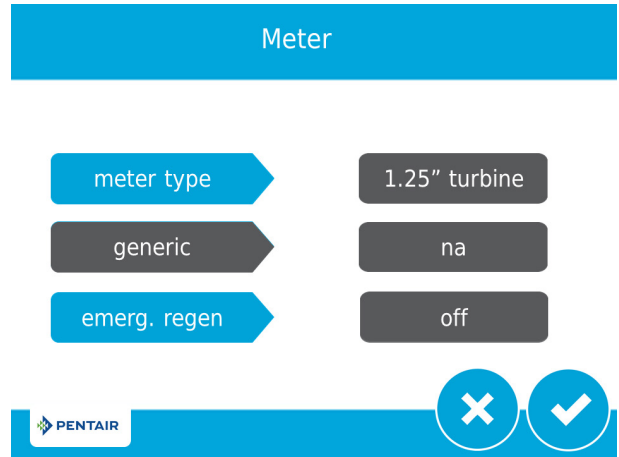 Meter
meter type
1.25” turbine
generic
na
emerg. regen
off
PENTAIR